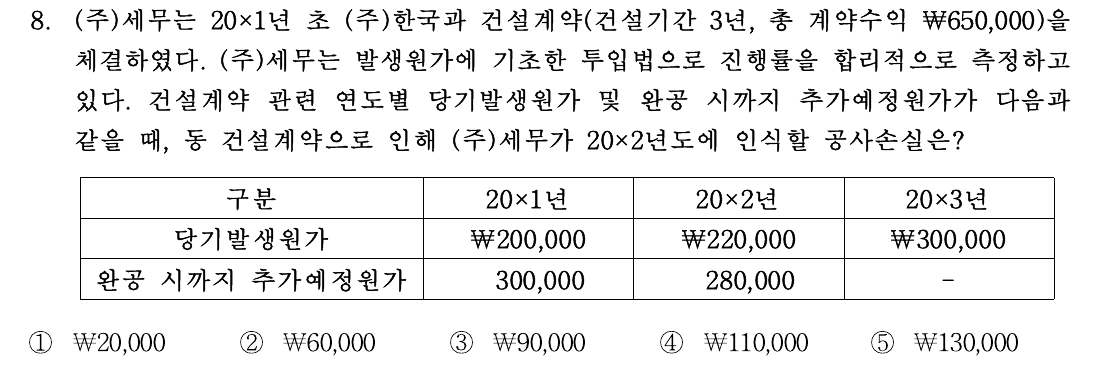 8. (주)세무는 20×1년 초 (주)한국과 건설계약(건설기간 3년, 총 계약수익 ₩650,000)을
체결하였다. (주)세무는 발생원가에 기초한 투입법으로 진행률을 합리적으로 측정하고
있다. 건설계약 관련 연도별 당기발생원가 및 완공 시까지 추가예정원가가 다음과
같을 때, 동 건설계약으로 인해 (주)세무가 20×2년도에 인식할 공사손실은?
구분 20×1년 20×2년 20×3년
당기발생원가 ₩200,000 ₩220,000 ₩300,000
완공 시까지 추가예정원가 300,000 280,000 -
① ₩20,000 ② ₩60,000 ③ ₩90,000 ④ ₩110,000 ⑤ ₩130,000